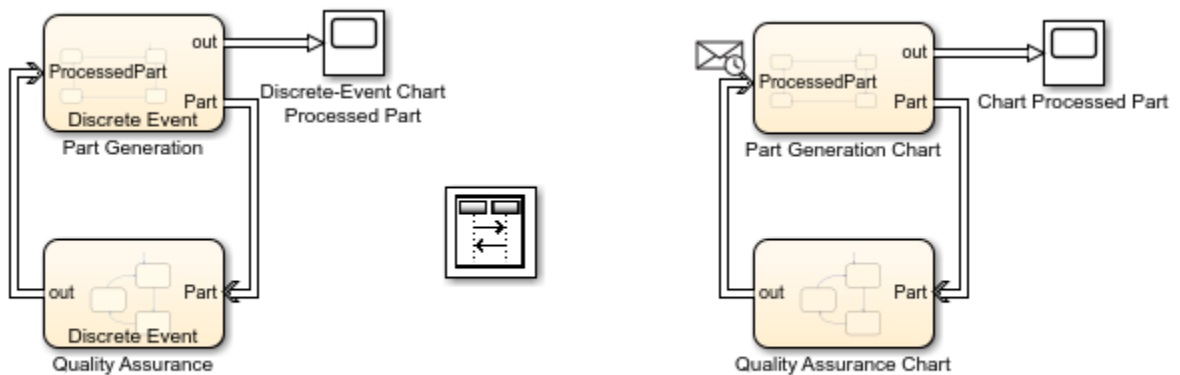 out
ProcessedPart
Part
Discrete Event
Part Generation
Discrete-Event Chart
Processed Part
out
Part
Discrete Event
Quality Assurance
out
ProcessedPart
Part
Part Generation Chart
Chart Processed Part
out
Part
Quality Assurance Chart